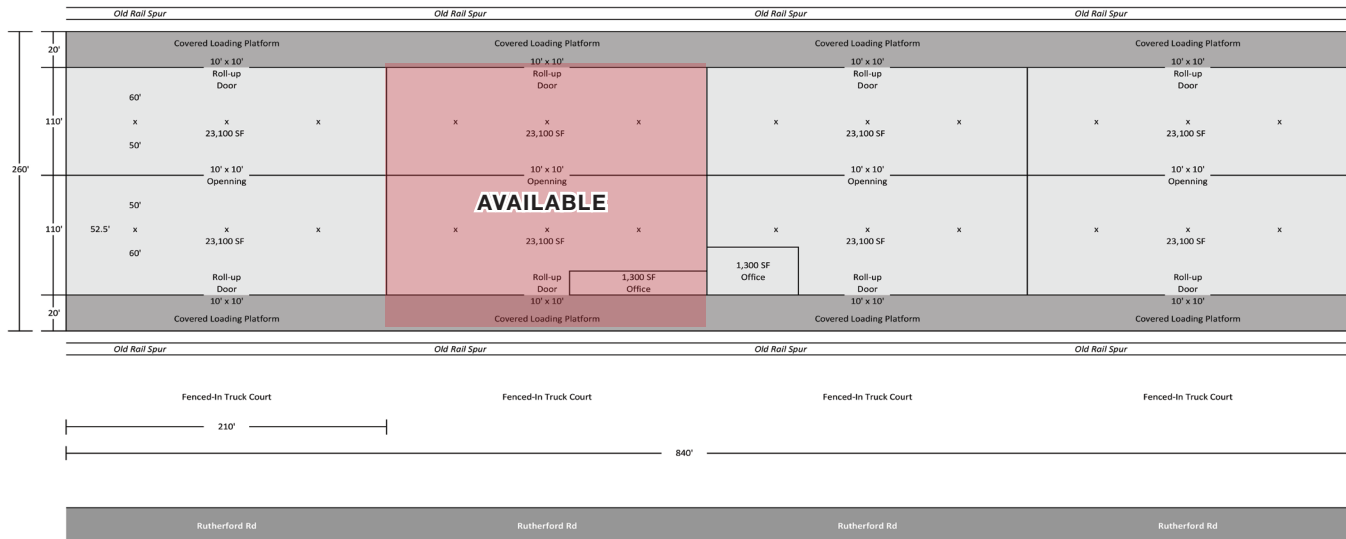 Old Rail Spur Old Rail Spur Old Rail Spur Old Rail Spur
20' Covered Loading Platform Covered Loading Platform Covered Loading Platform Covered Loading Platform
10' x 10' 10' x 10' 10' x 10' 10' x 10'
Roll-up Roll-up Roll-up Roll-up
Door Door Door Door
60'
110' x x x x x x x x x x x x
23,100 SF 23,100 SF 23,100 SF 23,100 SF
50'
260' 10' x 10' 10' x 10' 10' x 10' 10' x 10'
Openning Openning Openning Openning
50' AVAILABLE
110' 52.5' x x x x x x x x x x x x
23,100 SF 23,100 SF 23,100 SF 23,100 SF
60'
1,300 SF
Office
Roll-up Roll-up 1,300 SF Roll-up Roll-up
Door Door Office Door Door
10' x 10' 10' x 10' 10' x 10' 10' x 10'
20' Covered Loading Platform Covered Loading Platform Covered Loading Platform Covered Loading Platform
Old Rail Spur Old Rail Spur Old Rail Spur Old Rail Spur
Fenced-In Truck Court Fenced-In Truck Court Fenced-In Truck Court Fenced-In Truck Court
210'
840'
Rutherford Rd Rutherford Rd Rutherford Rd Rutherford Rd